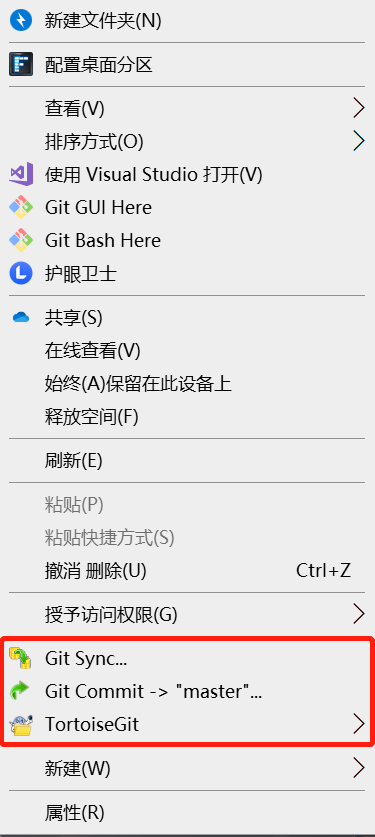 新建文件夹(N)
配置桌面分区
查看(V)
排序方式(O)
使用 Visual Studio 打开(V)
Git GUI Here
Git Bash Here
护眼卫士
共享(S)
在线查看(V)
始终(A)保留在此设备上
释放空间(F)
刷新(E)
粘贴(P)
粘贴快捷方式(S)
撤消 删除(U) Ctrl+Z
授予访问权限(G)
Git Sync...
Git Commit -> "master"...
TortoiseGit
新建(W)
属性(R)